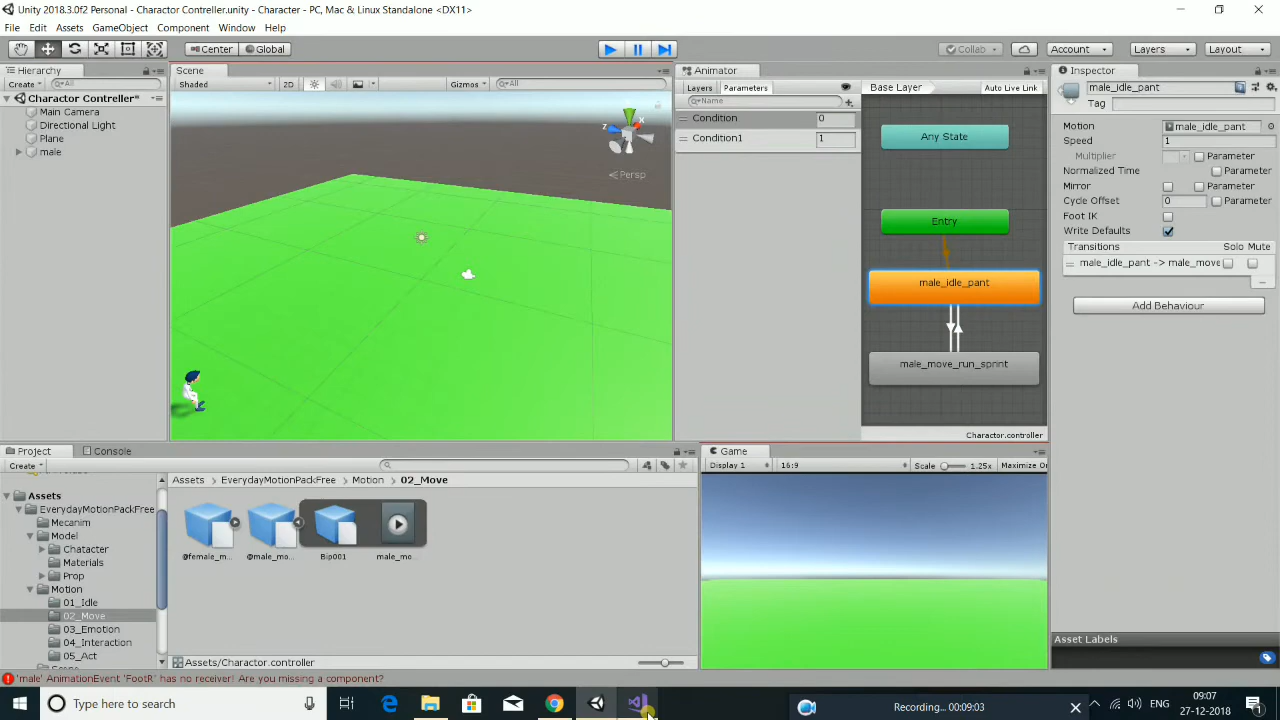 Unity 2018.3.0f2 Personal - Charactor Contreller.unity - Character - PC, Mac & Linux Standalone <DX11>
File Edit Assets GameObject Component Window Help
Center Global Collab Account Layers Layout
Hierarchy Scene Animator Inspector
Create All Shaded 2D Gizmos All Layers Parameters Base Layer Auto Live Link male_idle_pant
Charactor Controller* Name Tag
Main Camera Condition 0
Directional Light Condition1 1 Any State Motion male_idle_pant
Plane Speed 1
male Multiplier Parameter
z x Normalized Time Parameter
Persp Mirror Parameter
Cycle Offset 0 Parameter
Entry Foot IK
Write Defaults
Transitions Solo Mute
male_idle_pant -> male_move
male_idle_pant
Add Behaviour
male_move_run_sprint
Charactor.controller
Project Console Game
Create Display 1 16:9 Scale 1.25x Maximize On
Assets > EverydayMotionPackFree > Motion > 02_Move
Assets
EverydayMotionPackFree
Mecanim
Model
Chatacter
Materials
Prop
Motion
01_Idle
02_Move
03_Emotion
04_Interaction
05_Act
@female_m... @male_mo... Bip001 male_mo...
Assets/Charactor.controller
Asset Labels
'male' AnimationEvent 'FootR' has no receiver! Are you missing a component?
Type here to search
Recording... 00:09:03
ENG
09:07
27-12-2018